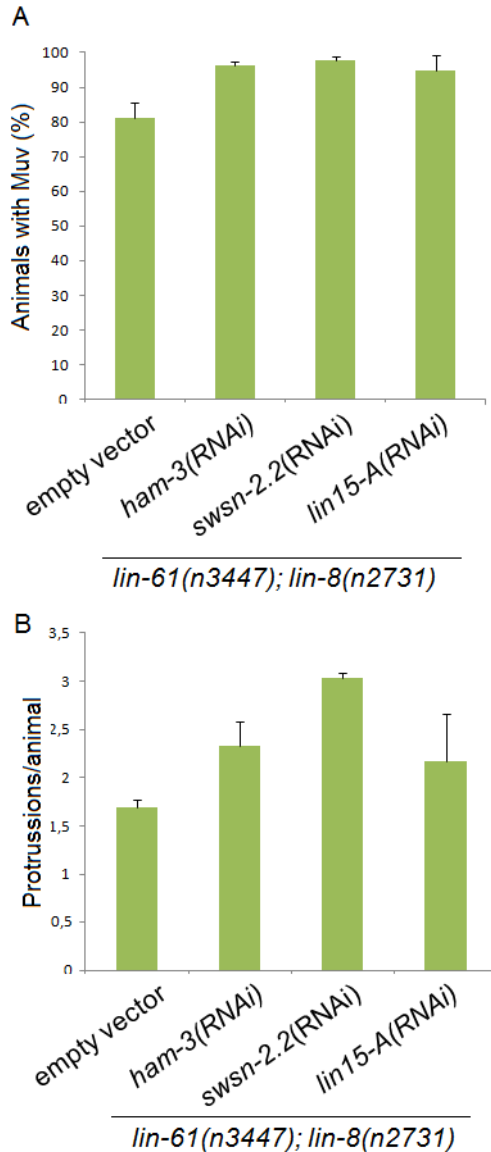 A
Animals with Muv (%)
100
90
80
70
60
50
40
30
20
10
0
empty vector
ham-3(RNAi)
swsn-2.2(RNAi)
lin15-A(RNAi)
lin-61(n3447); lin-8(n2731)
B
Protrussions/animal
3,5
3
2,5
2
1,5
1
0,5
0
empty vector
ham-3(RNAi)
swsn-2.2(RNAi)
lin15-A(RNAi)
lin-61(n3447); lin-8(n2731)